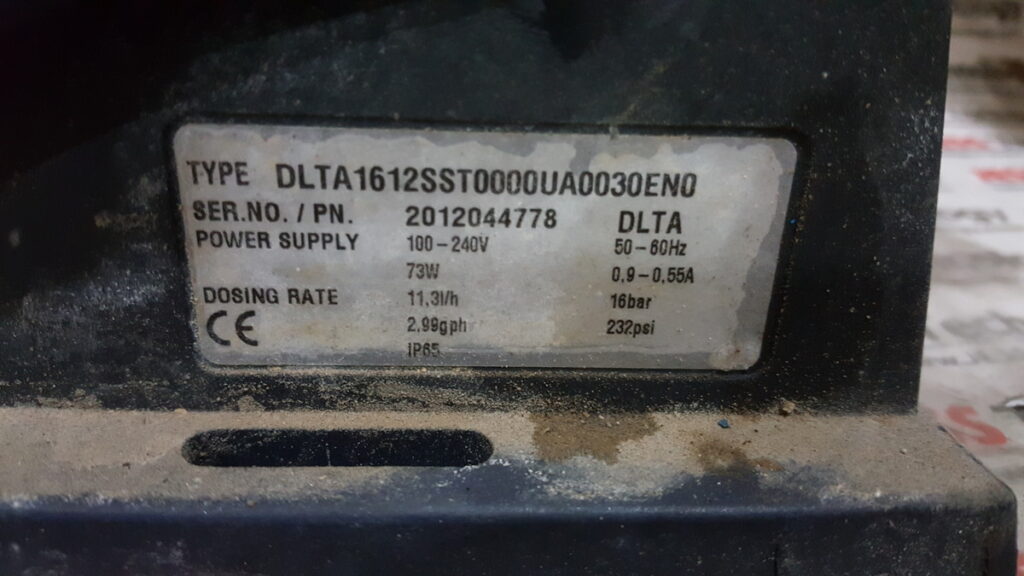 TYPE DLTA1612SST0000UA0030EN0
SER.NO. / PN. 2012044778 DLTA
POWER SUPPLY 100-240V 50-60Hz
73W 0,9-0,55A
DOSING RATE 11,3l/h 16bar
CE 2,99gph 232psi
IP65